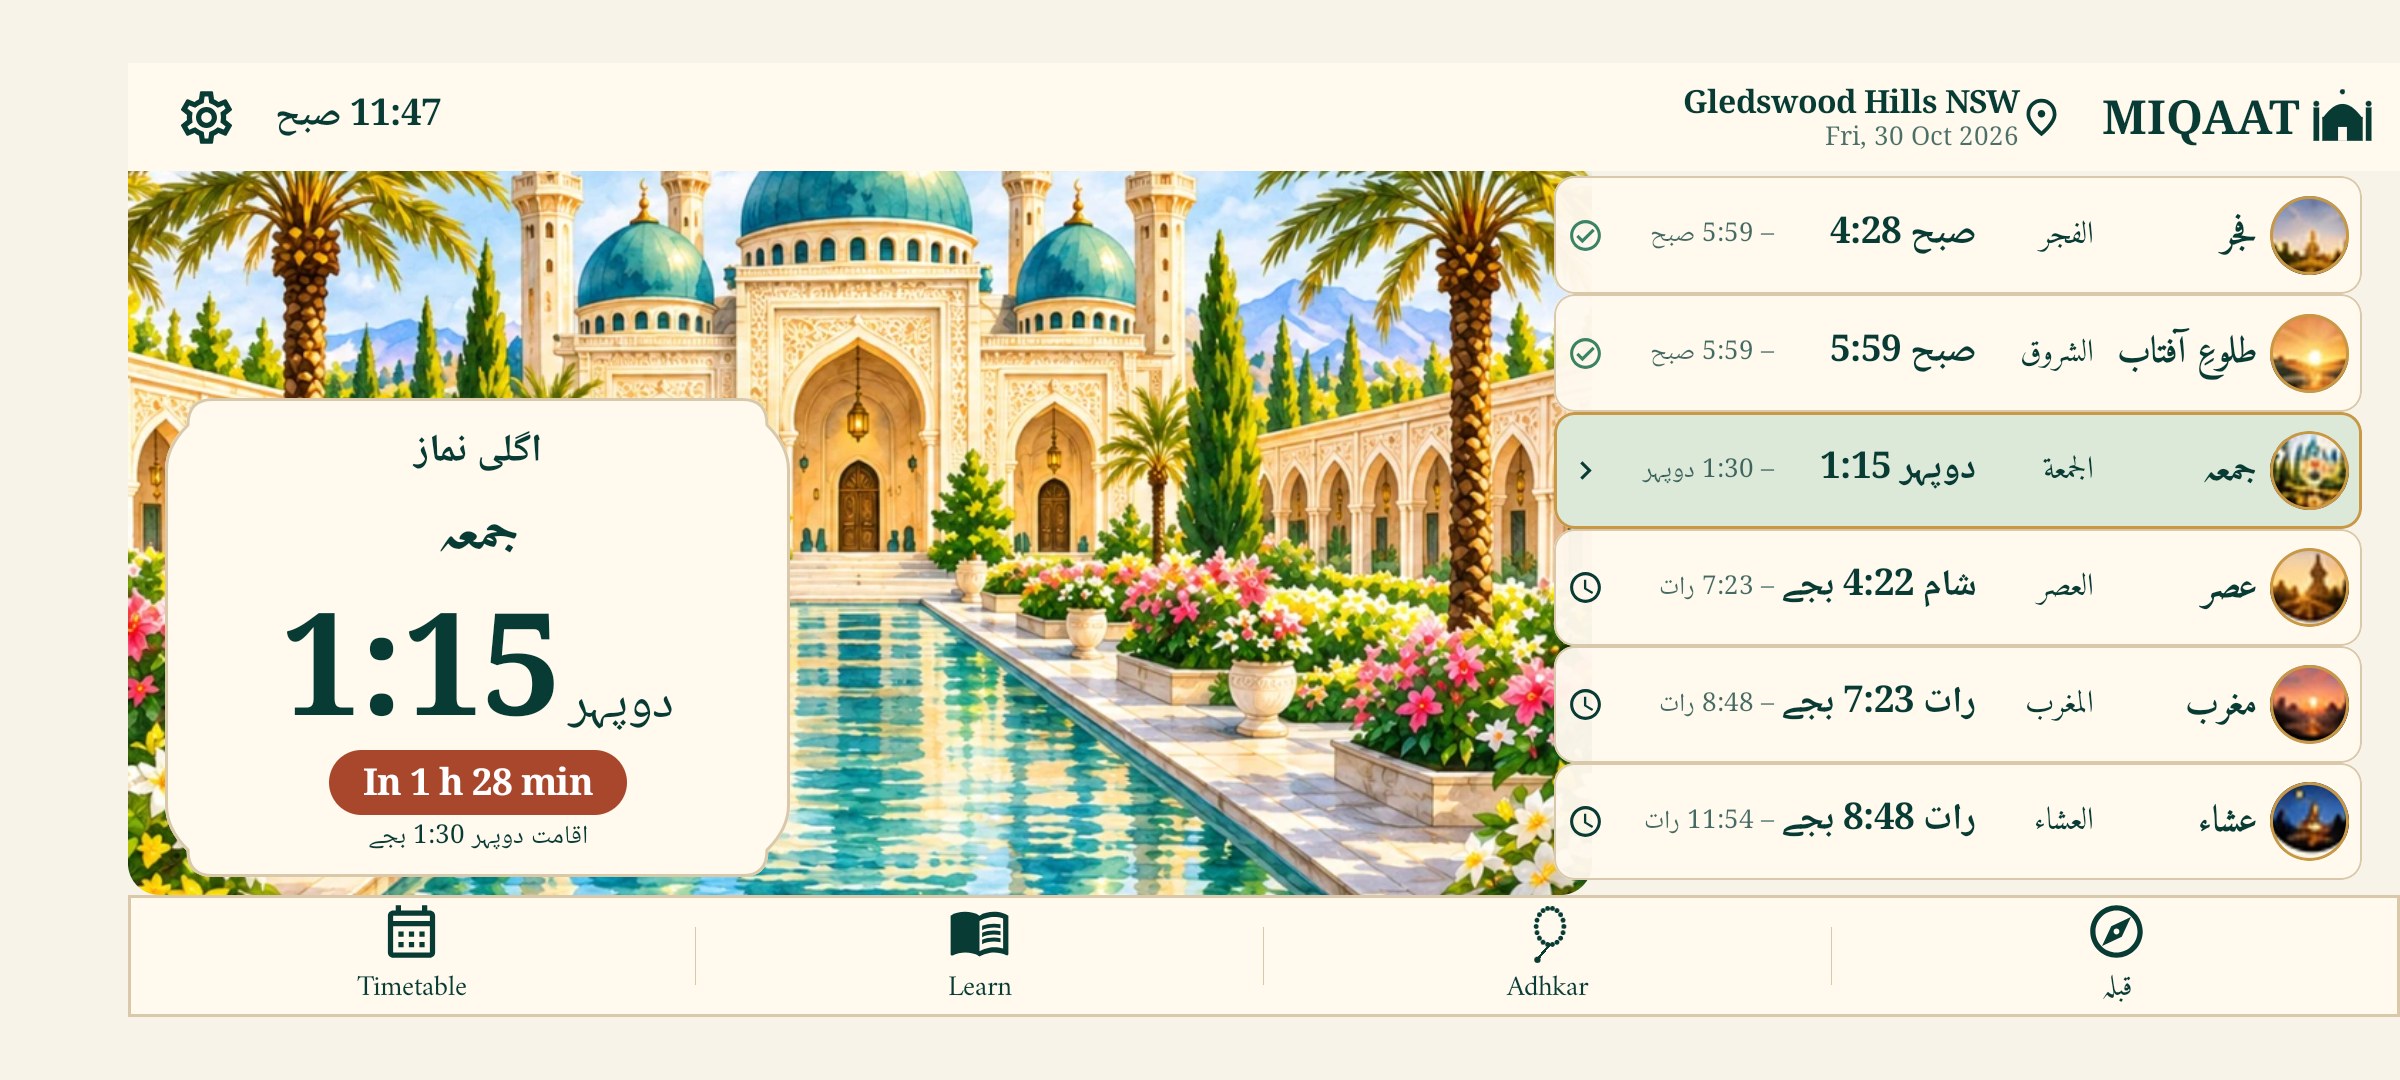 MIQAAT
Gledswood Hills NSW
Fri, 30 Oct 2026
11:47 صبح
فجر الفجر صبح 4:28 – 5:59 صبح
طلوعِ آفتاب الشروق صبح 5:59 – 5:59 صبح
جمعہ الجمعة دوپہر 1:15 – 1:30 دوپہر
عصر العصر شام 4:22 بجے – 7:23 رات
مغرب المغرب رات 7:23 بجے – 8:48 رات
عشاء العشاء رات 8:48 بجے – 11:54 رات
اگلی نماز
جمعہ
1:15 دوپہر
In 1 h 28 min
اقامت دوپہر 1:30 بجے
قبلہ
Adhkar
Learn
Timetable